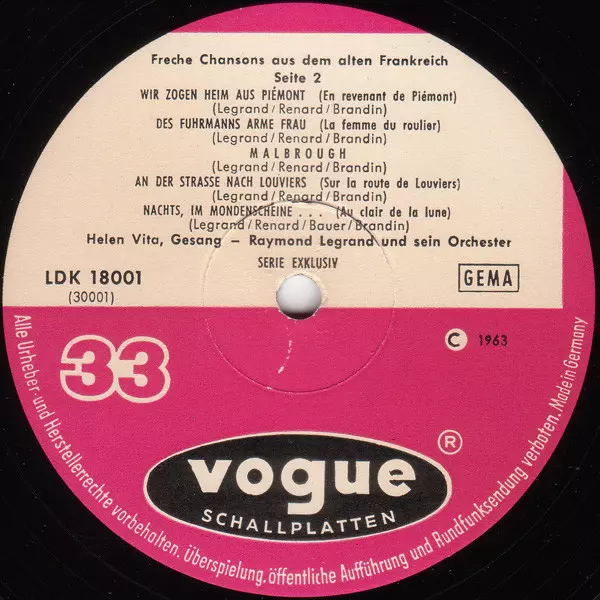 Freche Chansons aus dem alten Frankreich
Seite 2
WIR ZOGEN HEIM AUS PIÉMONT (En revenant de Piémont)
(Legrand/Renard/Brandin)
DES FUHRMANNS ARME FRAU (La femme du roulier)
(Legrand/Renard/Brandin)
MALBROUGH
(Legrand/Renard/Brandin)
AN DER STRASSE NACH LOUVIERS (Sur la route de Louviers)
(Legrand/Renard/Brandin)
NACHTS, IM MONDENSCHEINE . . . (Au clair de la lune)
(Legrand/Renard/Bauer/Brandin)
Helen Vita, Gesang – Raymond Legrand und sein Orchester
SERIE EXKLUSIV
LDK 18001
(30001)
GEMA
33
C 1963
vogue ®
SCHALLPLATTEN
Alle Urheber- und Herstellerrechte vorbehalten. Überspielung, öffentliche Aufführung und Rundfunksendung verboten. Made in Germany